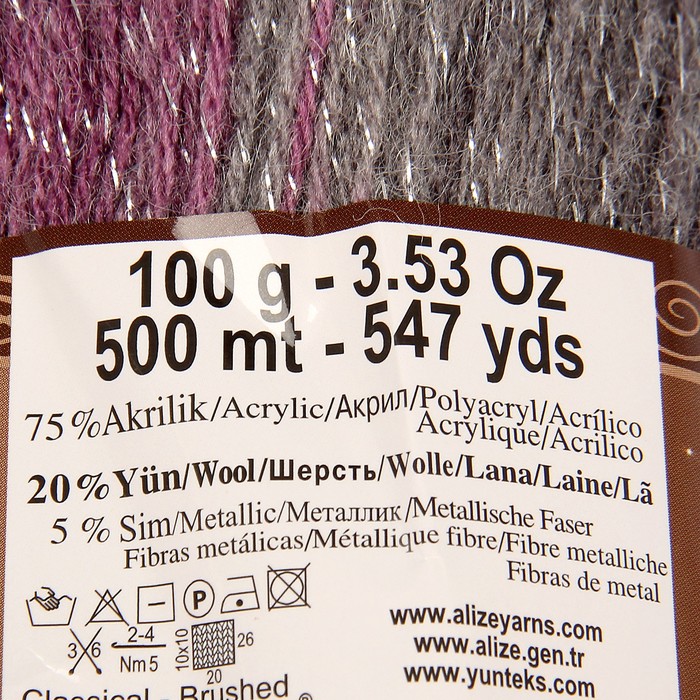 100 g - 3.53 Oz
500 mt - 547 yds
75 %Akrilik/Acrylic/Акрил/Polyacryl/Acrílico
Acrylique/Acrilico
20 %Yün/Wool/Шерсть/Wolle/Lana/Laine/Lã
5 % Sim/Metallic/Металлик/Metallische Faser
Fibras metálicas/Métallique fibre/Fibre metalliche
Fibras de metal
P
3 6
2-4
Nm5
10x10
26
20
www.alizeyarns.com
www.alize.gen.tr
www.yunteks.com
Classical - Brushed ®